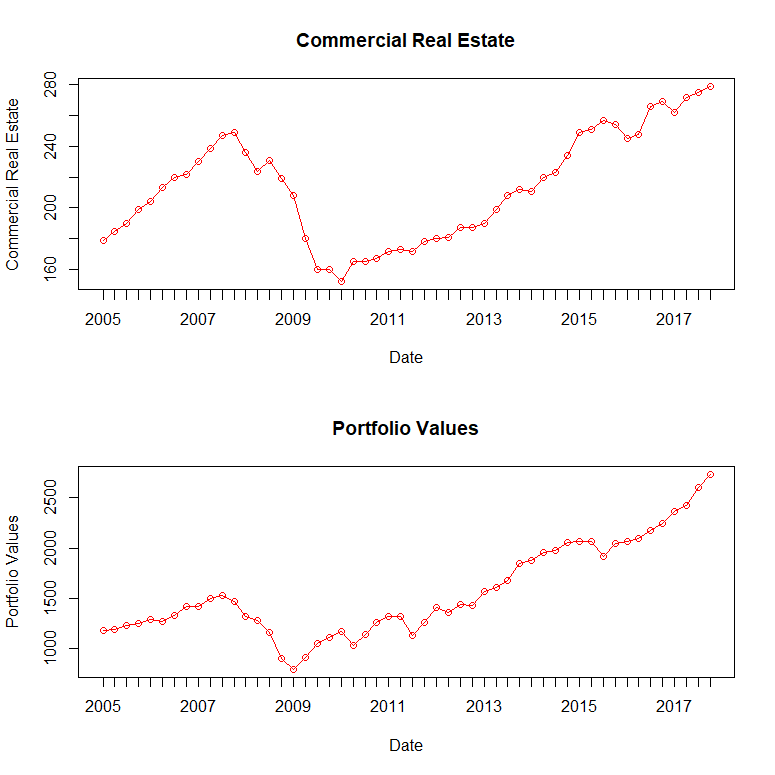 Commercial Real Estate
Commercial Real Estate
280
240
200
160
2005 2007 2009 2011 2013 2015 2017
Date
Portfolio Values
Portfolio Values
2500
2000
1500
1000
2005 2007 2009 2011 2013 2015 2017
Date